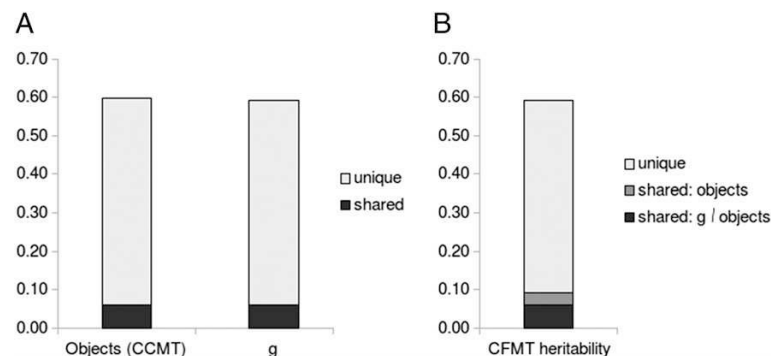 A
0.70
0.60
0.50
0.40
0.30
0.20
0.10
0.00
Objects (CCMT)
g
unique
shared
B
0.70
0.60
0.50
0.40
0.30
0.20
0.10
0.00
CFMT heritability
unique
shared: objects
shared: g / objects